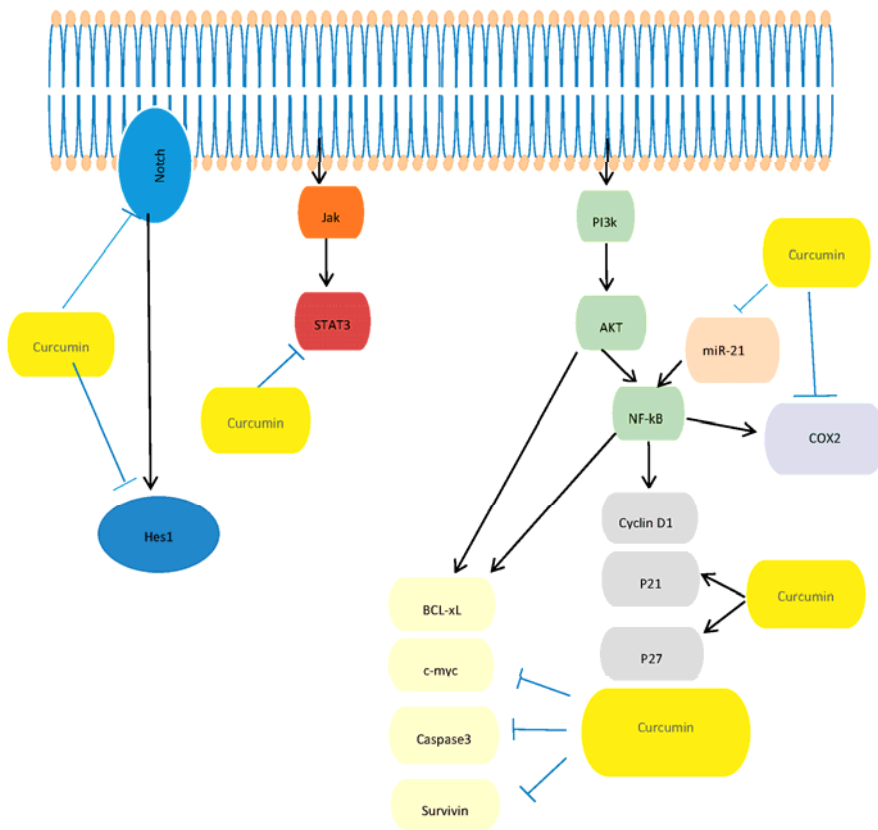 Notch
Jak
PI3k
Curcumin
Curcumin
STAT3
AKT
miR-21
Curcumin
NF-kB
COX2
Cyclin D1
Hes1
P21
Curcumin
BCL-xL
P27
c-myc
Curcumin
Caspase3
Survivin